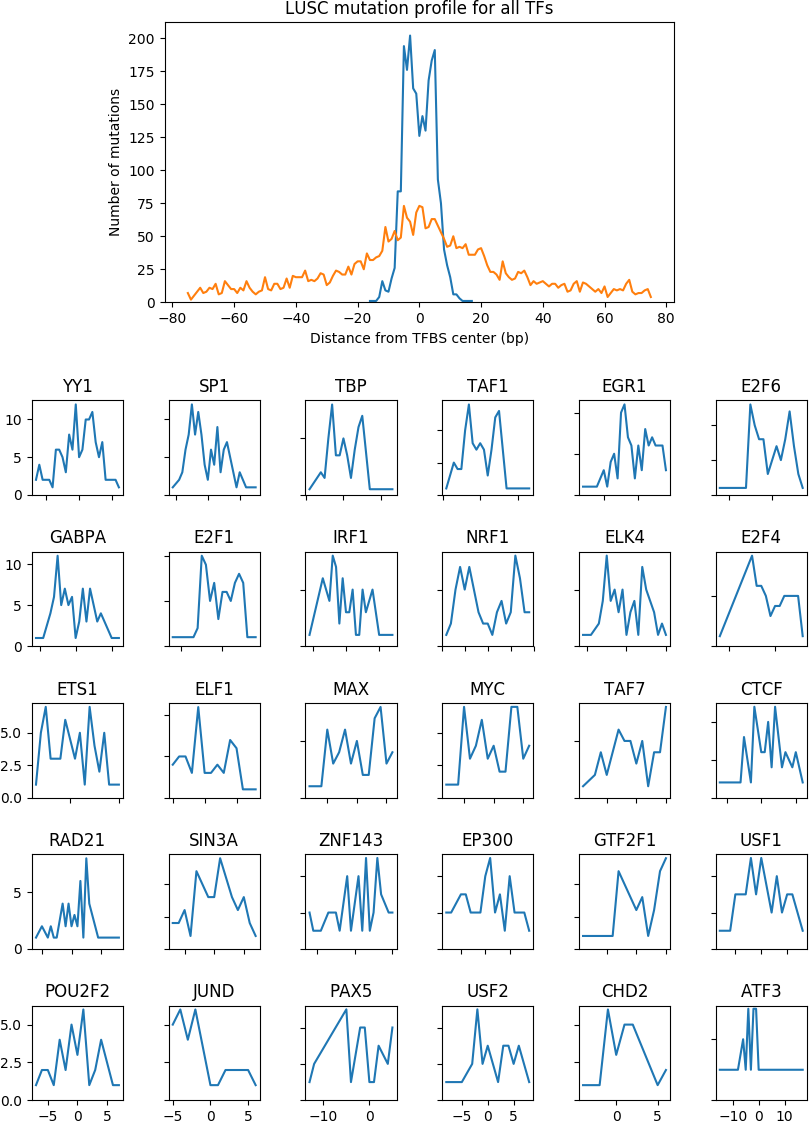 LUSC mutation profile for all TFs
200
175
150
125
100
75
50
25
0
Number of mutations
−80 −60 −40 −20 0 20 40 60 80
Distance from TFBS center (bp)
YY1 SP1 TBP TAF1 EGR1 E2F6
10
5
0
GABPA E2F1 IRF1 NRF1 ELK4 E2F4
10
5
0
ETS1 ELF1 MAX MYC TAF7 CTCF
5.0
2.5
0.0
RAD21 SIN3A ZNF143 EP300 GTF2F1 USF1
5
0
POU2F2 JUND PAX5 USF2 CHD2 ATF3
5.0
2.5
0.0
−5 0 5 −5 0 5 −10 0 −5 0 5 0 5 −10 0 10